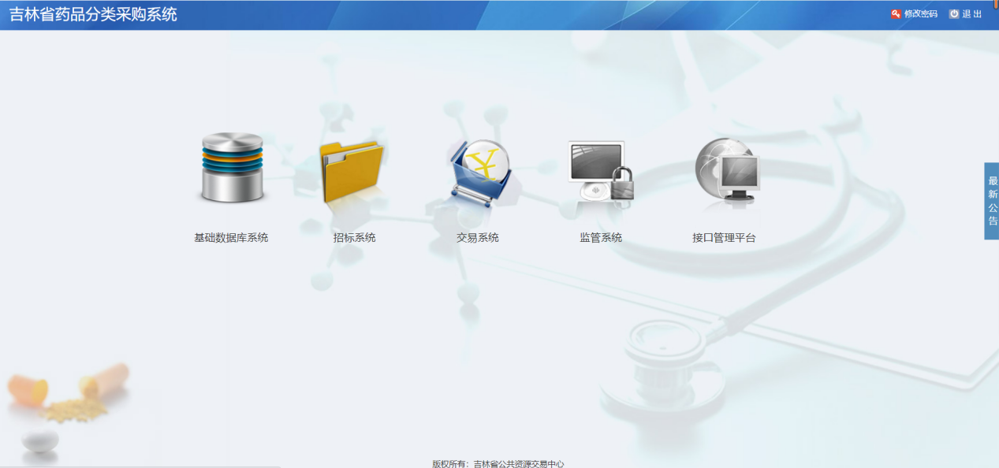 吉林省药品分类采购系统
修改密码
退 出
基础数据库系统
招标系统
交易系统
监管系统
接口管理平台
最新公告
版权所有：吉林省公共资源交易中心